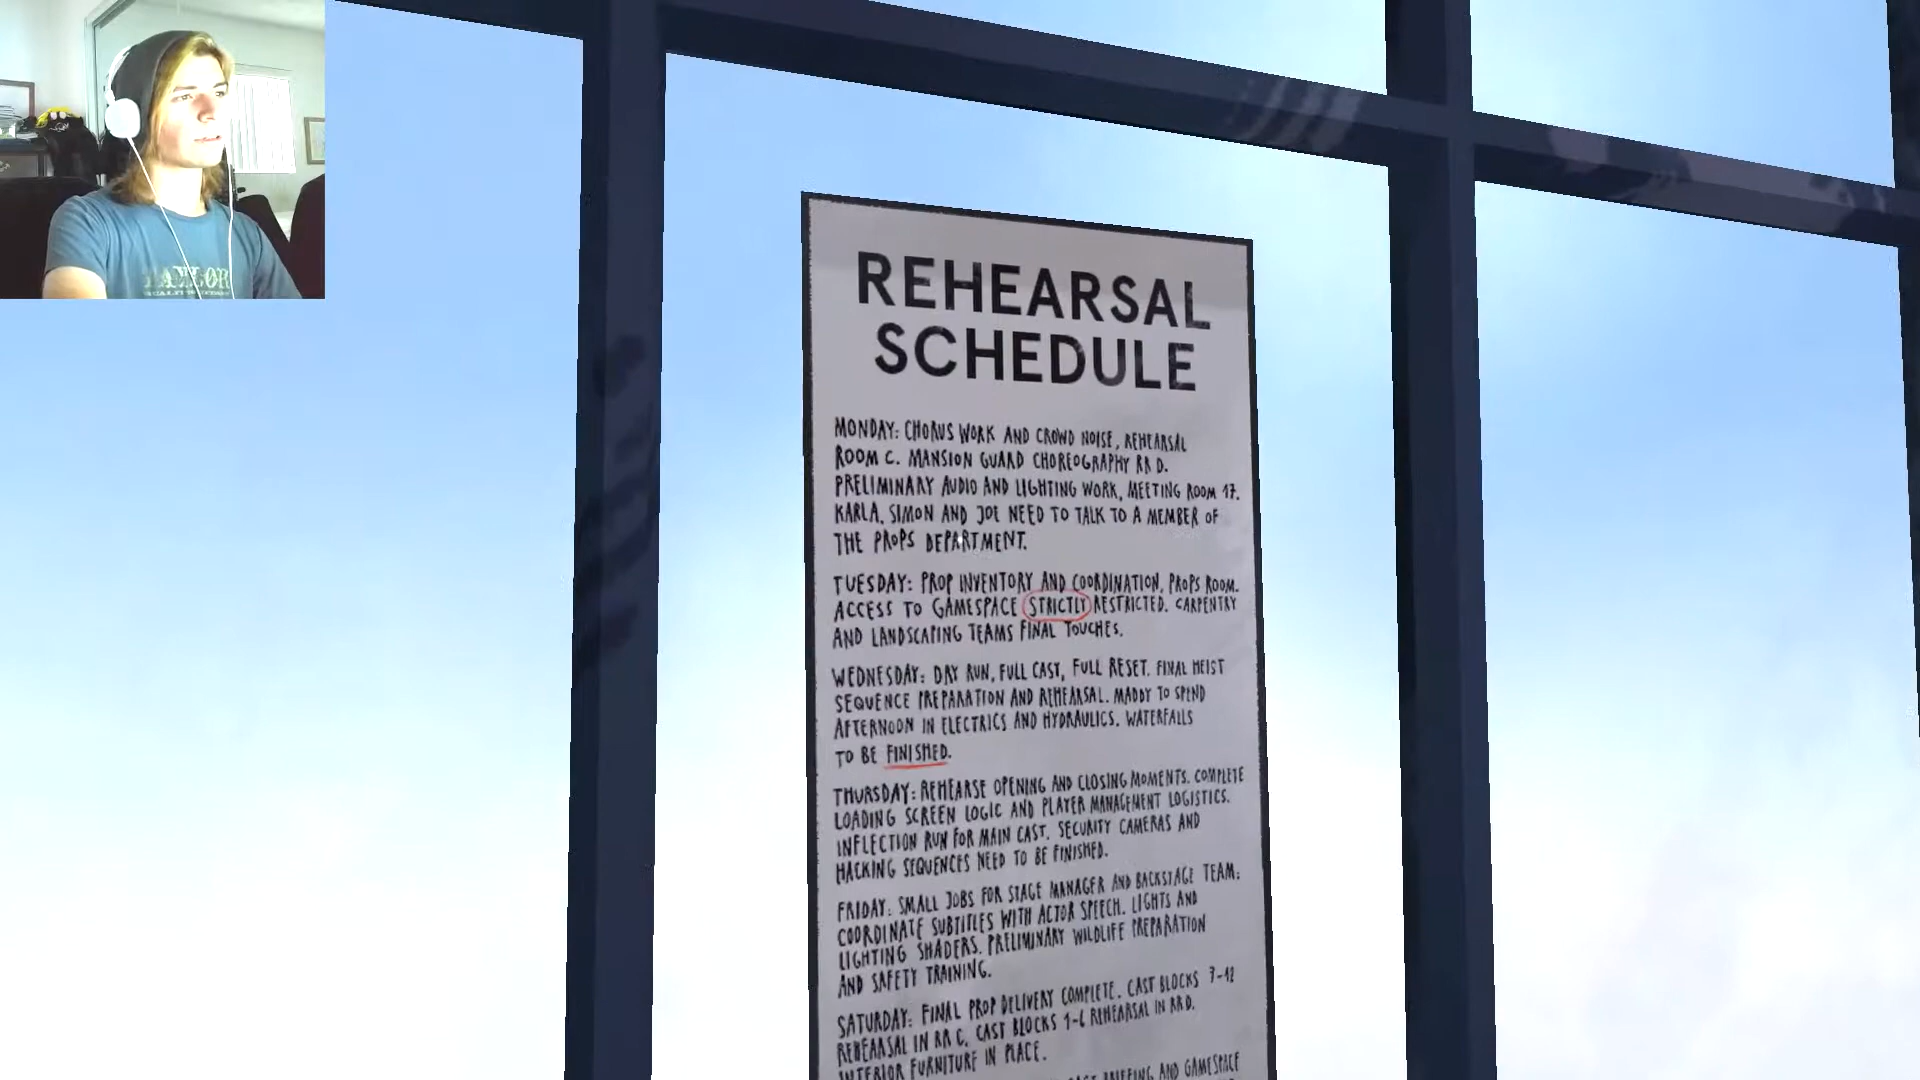 REHEARSAL
SCHEDULE
MONDAY: CHORUS WORK AND CROWD NOISE, REHEARSAL
ROOM C. MANSION GUARD CHOREOGRAPHY RR D.
PRELIMINARY AUDIO AND LIGHTING WORK, MEETING ROOM 17.
KARLA, SIMON AND JOE NEED TO TALK TO A MEMBER OF
THE PROPS DEPARTMENT.
TUESDAY: PROP INVENTORY AND COORDINATION, PROPS ROOM.
ACCESS TO GAMESPACE STRICTLY RESTRICTED. CARPENTRY
AND LANDSCAPING TEAMS FINAL TOUCHES.
WEDNESDAY: DRY RUN, FULL CAST, FULL RESET. FINAL HEIST
SEQUENCE PREPARATION AND REHEARSAL. MADDY TO SPEND
AFTERNOON IN ELECTRICS AND HYDRAULICS. WATERFALLS
TO BE FINISHED.
THURSDAY: REHEARSE OPENING AND CLOSING MOMENTS. COMPLETE
LOADING SCREEN LOGIC AND PLAYER MANAGEMENT LOGISTICS.
INFLECTION RUN FOR MAIN CAST. SECURITY CAMERAS AND
HACKING SEQUENCES NEED TO BE FINISHED.
FRIDAY: SMALL JOBS FOR STAGE MANAGER AND BACKSTAGE TEAM:
COORDINATE SUBTITLES WITH ACTOR SPEECH. LIGHTS AND
LIGHTING SHADERS. PRELIMINARY WILDLIFE PREPARATION
AND SAFETY TRAINING.
SATURDAY: FINAL PROP DELIVERY COMPLETE. CAST BLOCKS 7-12
REHEARSAL IN RR C, CAST BLOCKS 1-6 REHEARSAL IN RR D.
INTERIOR FURNITURE IN PLACE.
BRIEFING AND GAMESPACE